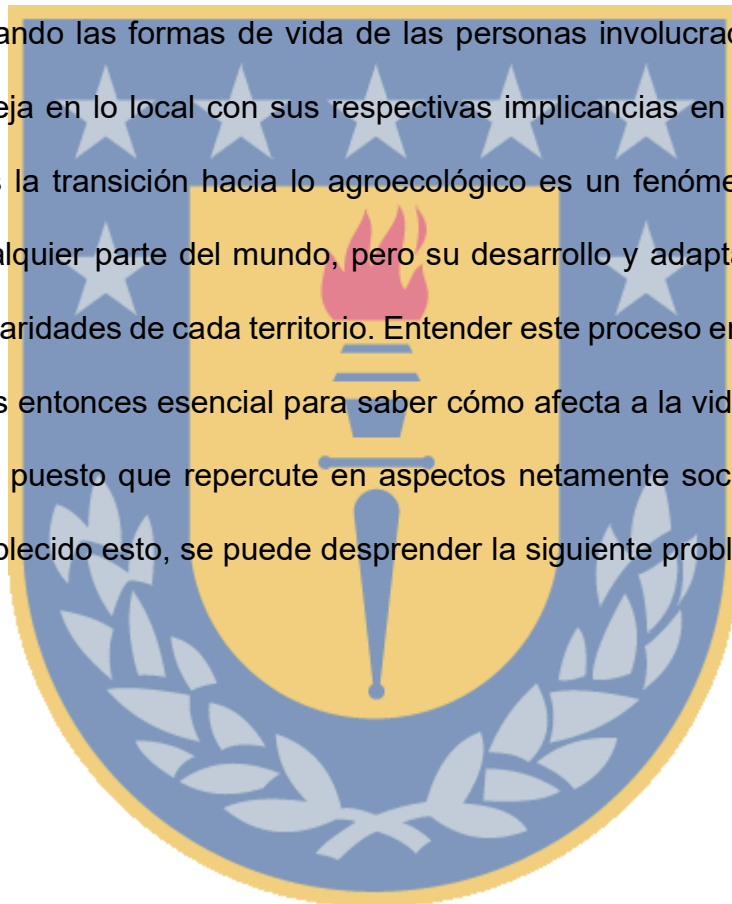 ando las formas de vida de las personas involucrad
eja en lo local con sus respectivas implicancias en
s la transición hacia lo agroecológico es un fenóme
alquier parte del mundo, pero su desarrollo y adapta
aridades de cada territorio. Entender este proceso en
s entonces esencial para saber cómo afecta a la vid
puesto que repercute en aspectos netamente soc
blecido esto, se puede desprender la siguiente probl